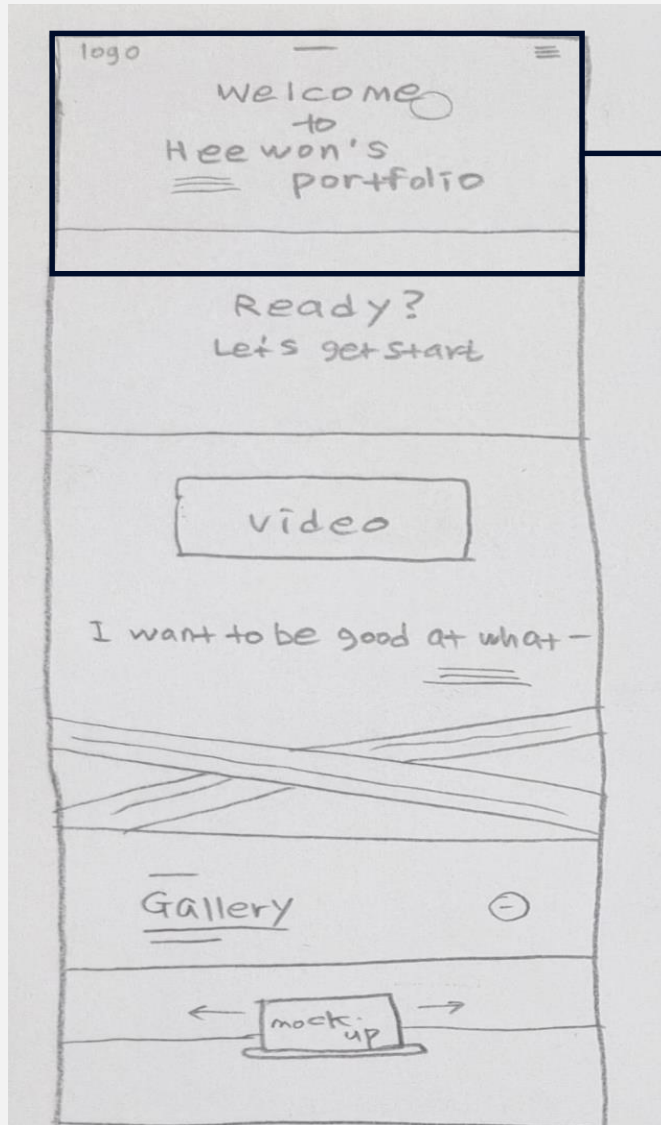 logo
Welcome
to
Heewon's
portfolio
Ready?
Let's get start
video
I want to be good at what -
Gallery
mock
up